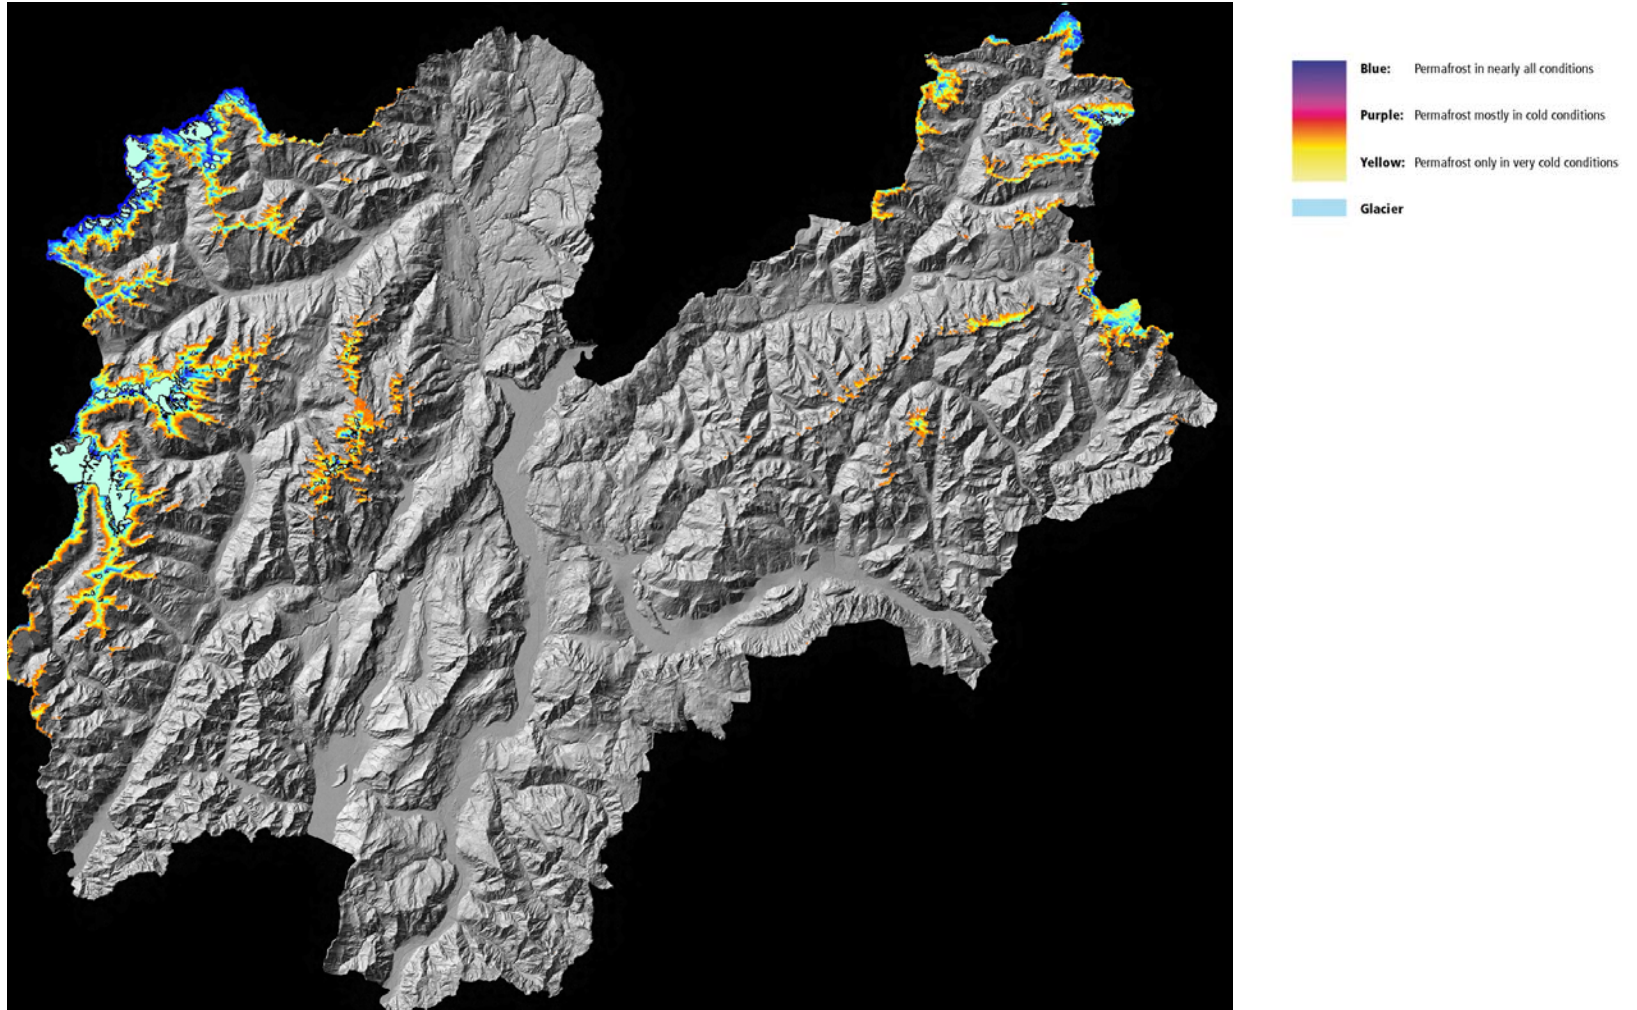 Blue: Permafrost in nearly all conditions
Purple: Permafrost mostly in cold conditions
Yellow: Permafrost only in very cold conditions
Glacier